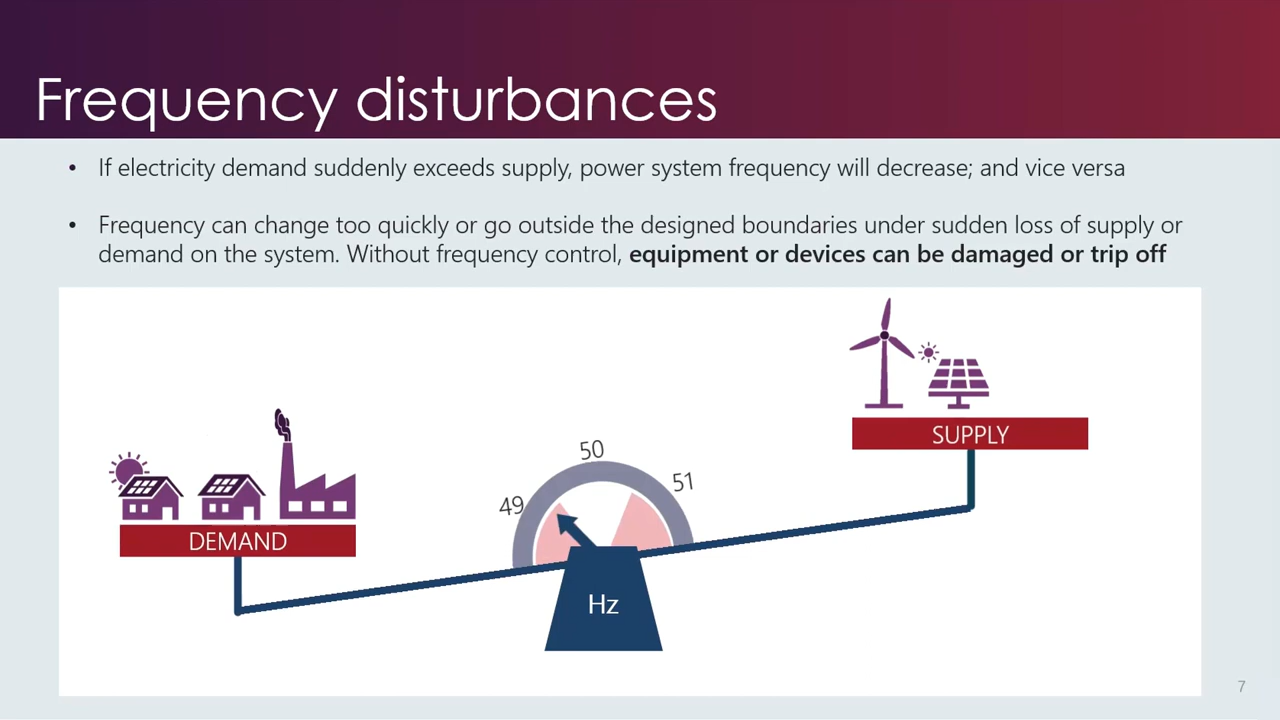 Frequency disturbances
• If electricity demand suddenly exceeds supply, power system frequency will decrease; and vice versa
• Frequency can change too quickly or go outside the designed boundaries under sudden loss of supply or
demand on the system. Without frequency control, equipment or devices can be damaged or trip off
SUPPLY
50
51
49
DEMAND
Hz
7